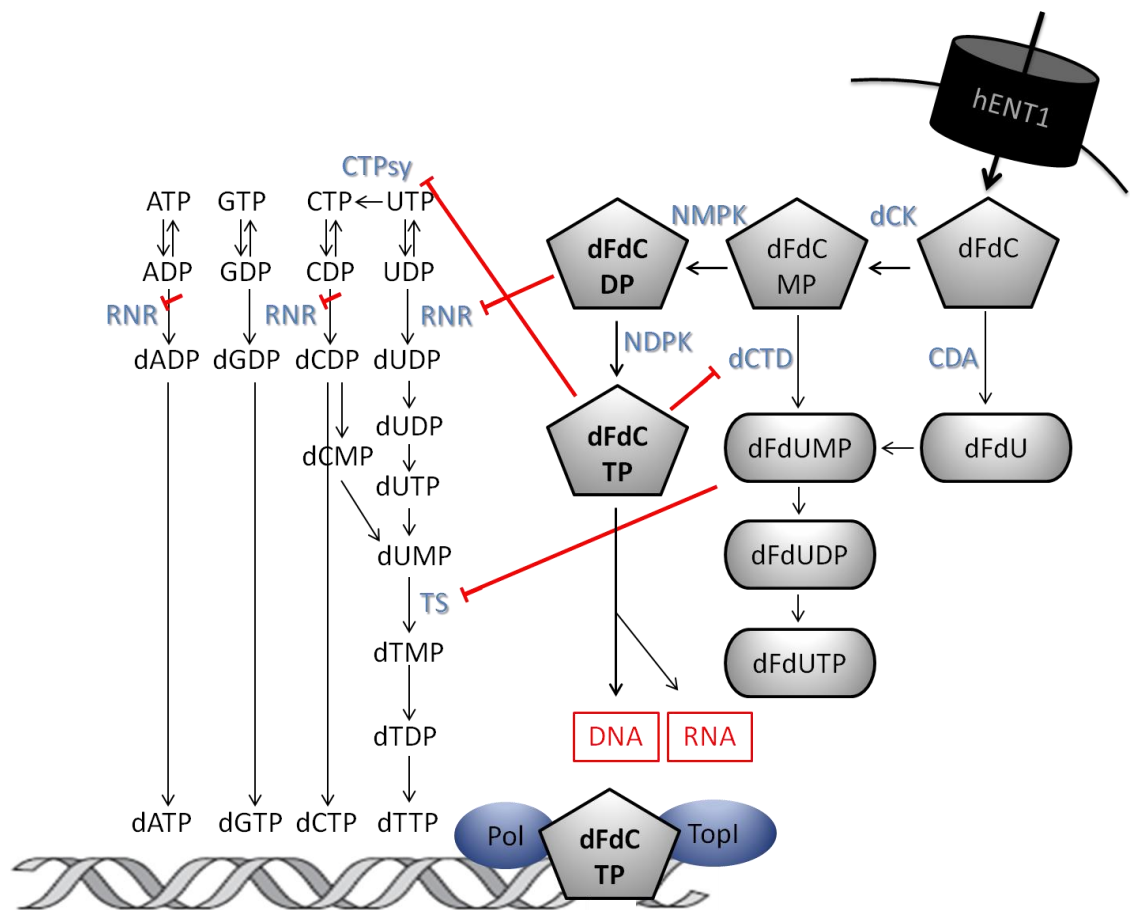 hENT1
CTPsy
ATP GTP CTP UTP
NMPK dCK
dFdC
DP
dFdC
MP
dFdC
ADP GDP CDP UDP
RNR RNR RNR
NDPK dCTD CDA
dADP dGDP dCDP dUDP
dUDP
dFdC
TP
dFdUMP dFdU
dCMP
dUTP
dUMP
dFdUDP
TS
dTMP
dFdUTP
dTDP
DNA RNA
dATP dGTP dCTP dTTP
Pol
dFdC
TP
TopI